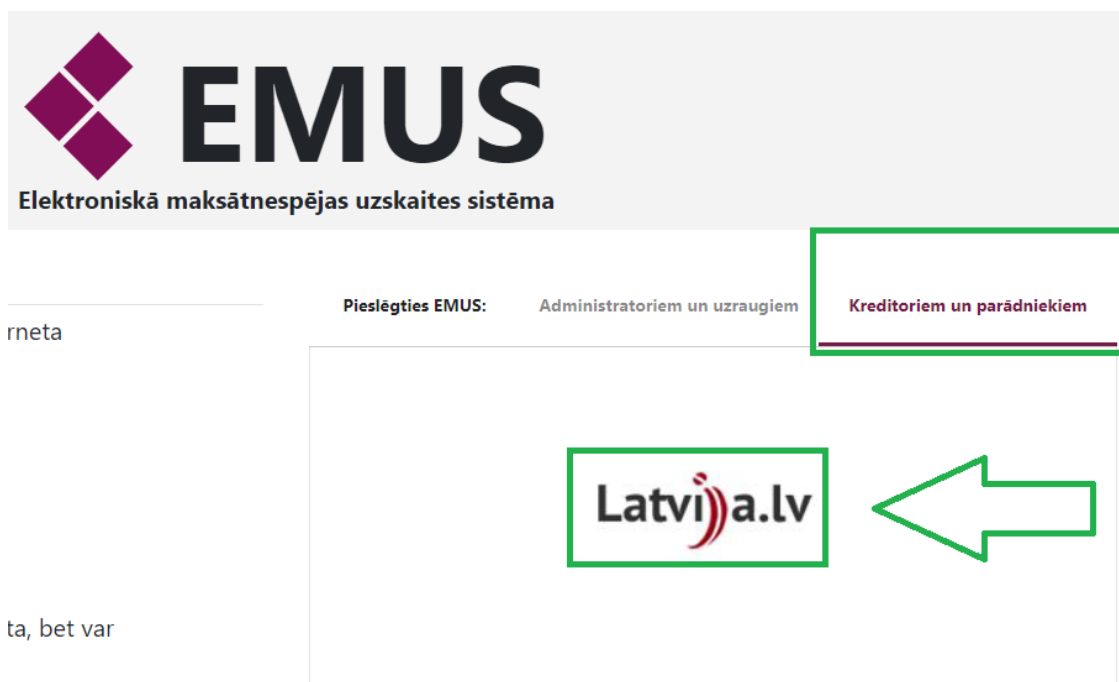 EMUS
Elektroniskā maksātnespējas uzskaites sistēma
Pieslēgties EMUS: Administratoriem un uzraugiem Kreditoriem un parādniekiem
rneta
Latvija.lv
ta, bet var